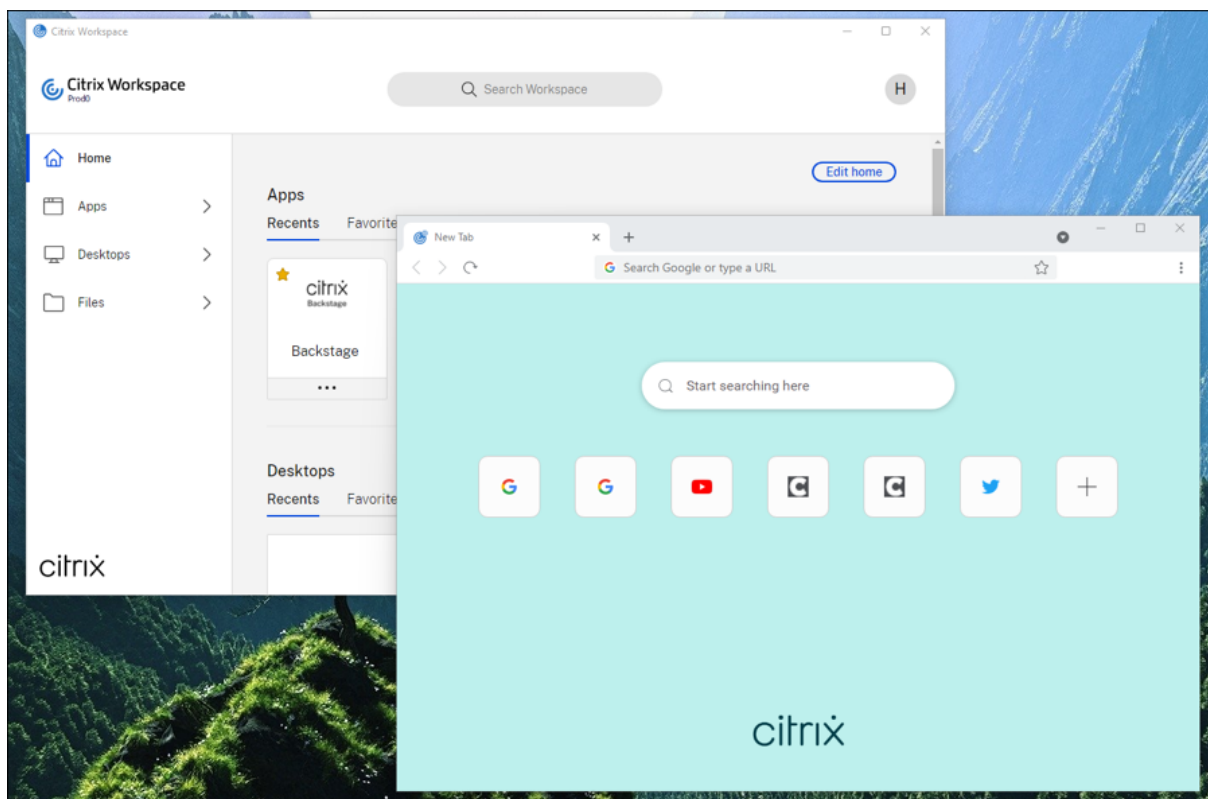 Citrix Workspace
Citrix Workspace
Prod0
Search Workspace
H
Home
Apps
Desktops
Files
citrix
Edit home
Apps
Recents Favorite
citrix
Backstage
Backstage
Desktops
Recents Favorite
New Tab
Search Google or type a URL
Start searching here
citrix